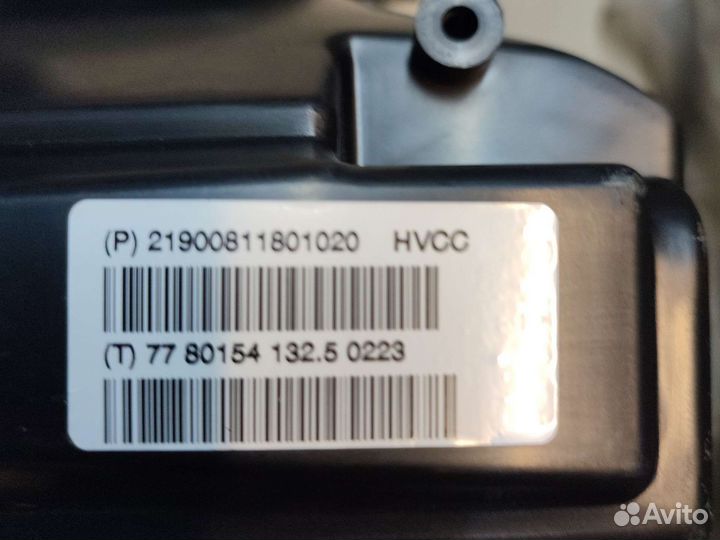 (P) 21900811801020 HVCC
(T) 77 80154 132.5 0223
Avito